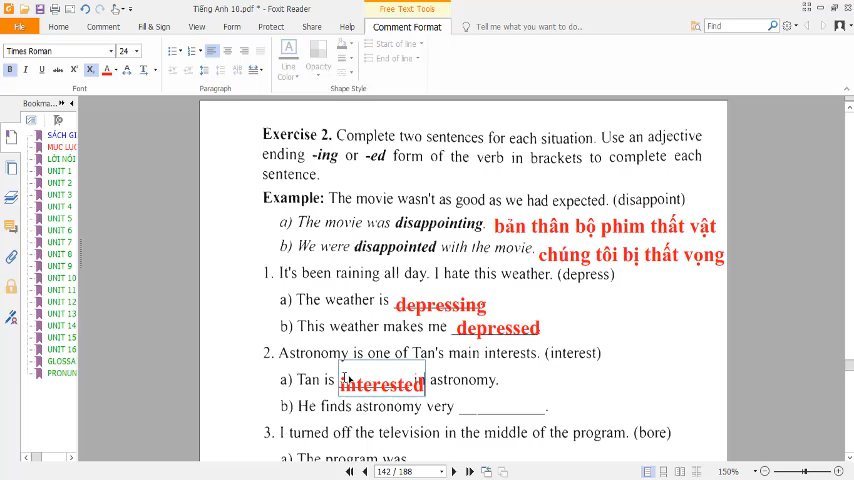 Tiếng Anh 10.pdf * - Foxit Reader
Free Text Tools
File
Home
Comment
Fill & Sign
View
Form
Protect
Share
Help
Comment Format
Tell me what you want to do...
Find
Times Roman
24
Line Color
Opacity
Start of line
End of line
Font
Paragraph
Shape Style
Bookma...
SÁCH GI
MUC LUC
LỜI NÓI
UNIT 1
UNIT 2
UNIT 3
UNIT 4
UNIT 5
UNIT 6
UNIT 7
UNIT 8
UNIT 9
UNIT 10
UNIT 11
UNIT 12
UNIT 13
UNIT 14
UNIT 15
UNIT 16
GLOSSA
PRONUN
Exercise 2. Complete two sentences for each situation. Use an adjective
ending -ing or -ed form of the verb in brackets to complete each
sentence.
Example: The movie wasn't as good as we had expected. (disappoint)
a) The movie was disappointing. bản thân bộ phim thất vật
b) We were disappointed with the movie. chúng tôi bị thất vọng
1. It's been raining all day. I hate this weather. (depress)
a) The weather is depressing
b) This weather makes me depressed
2. Astronomy is one of Tan's main interests. (interest)
a) Tan is interested in astronomy.
b) He finds astronomy very ____________.
3. I turned off the television in the middle of the program. (bore)
a) The program was
142 / 188
150%